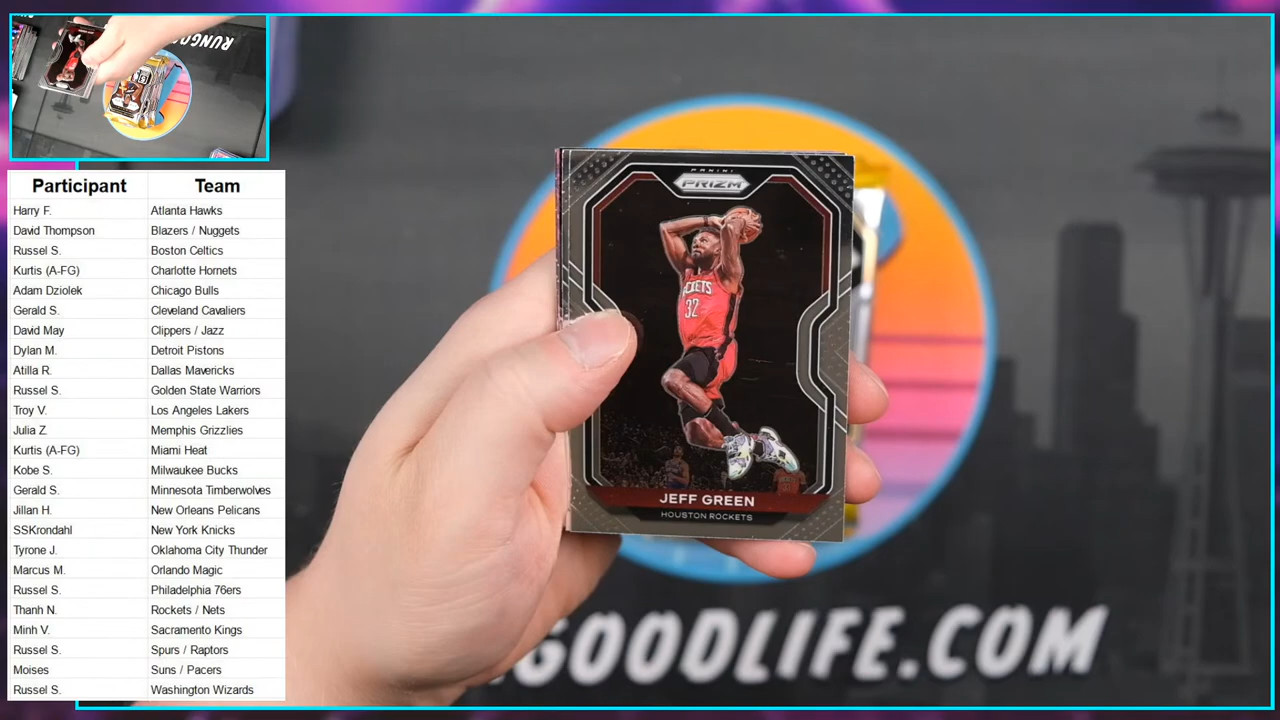 RUNGOOD
Participant Team
Harry F. Atlanta Hawks
David Thompson Blazers / Nuggets
Russel S. Boston Celtics
Kurtis (A-FG) Charlotte Hornets
Adam Dziolek Chicago Bulls
Gerald S. Cleveland Cavaliers
David May Clippers / Jazz
Dylan M. Detroit Pistons
Atilla R. Dallas Mavericks
Russel S. Golden State Warriors
Troy V. Los Angeles Lakers
Julia Z. Memphis Grizzlies
Kurtis (A-FG) Miami Heat
Kobe S. Milwaukee Bucks
Gerald S. Minnesota Timberwolves
Jillan H. New Orleans Pelicans
SSKrondahl New York Knicks
Tyrone J. Oklahoma City Thunder
Marcus M. Orlando Magic
Russel S. Philadelphia 76ers
Thanh N. Rockets / Nets
Minh V. Sacramento Kings
Russel S. Spurs / Raptors
Moises Suns / Pacers
Russel S. Washington Wizards
PANINI
PRIZM
CKETS
32
JEFF GREEN
HOUSTON ROCKETS
GOODLIFE.COM